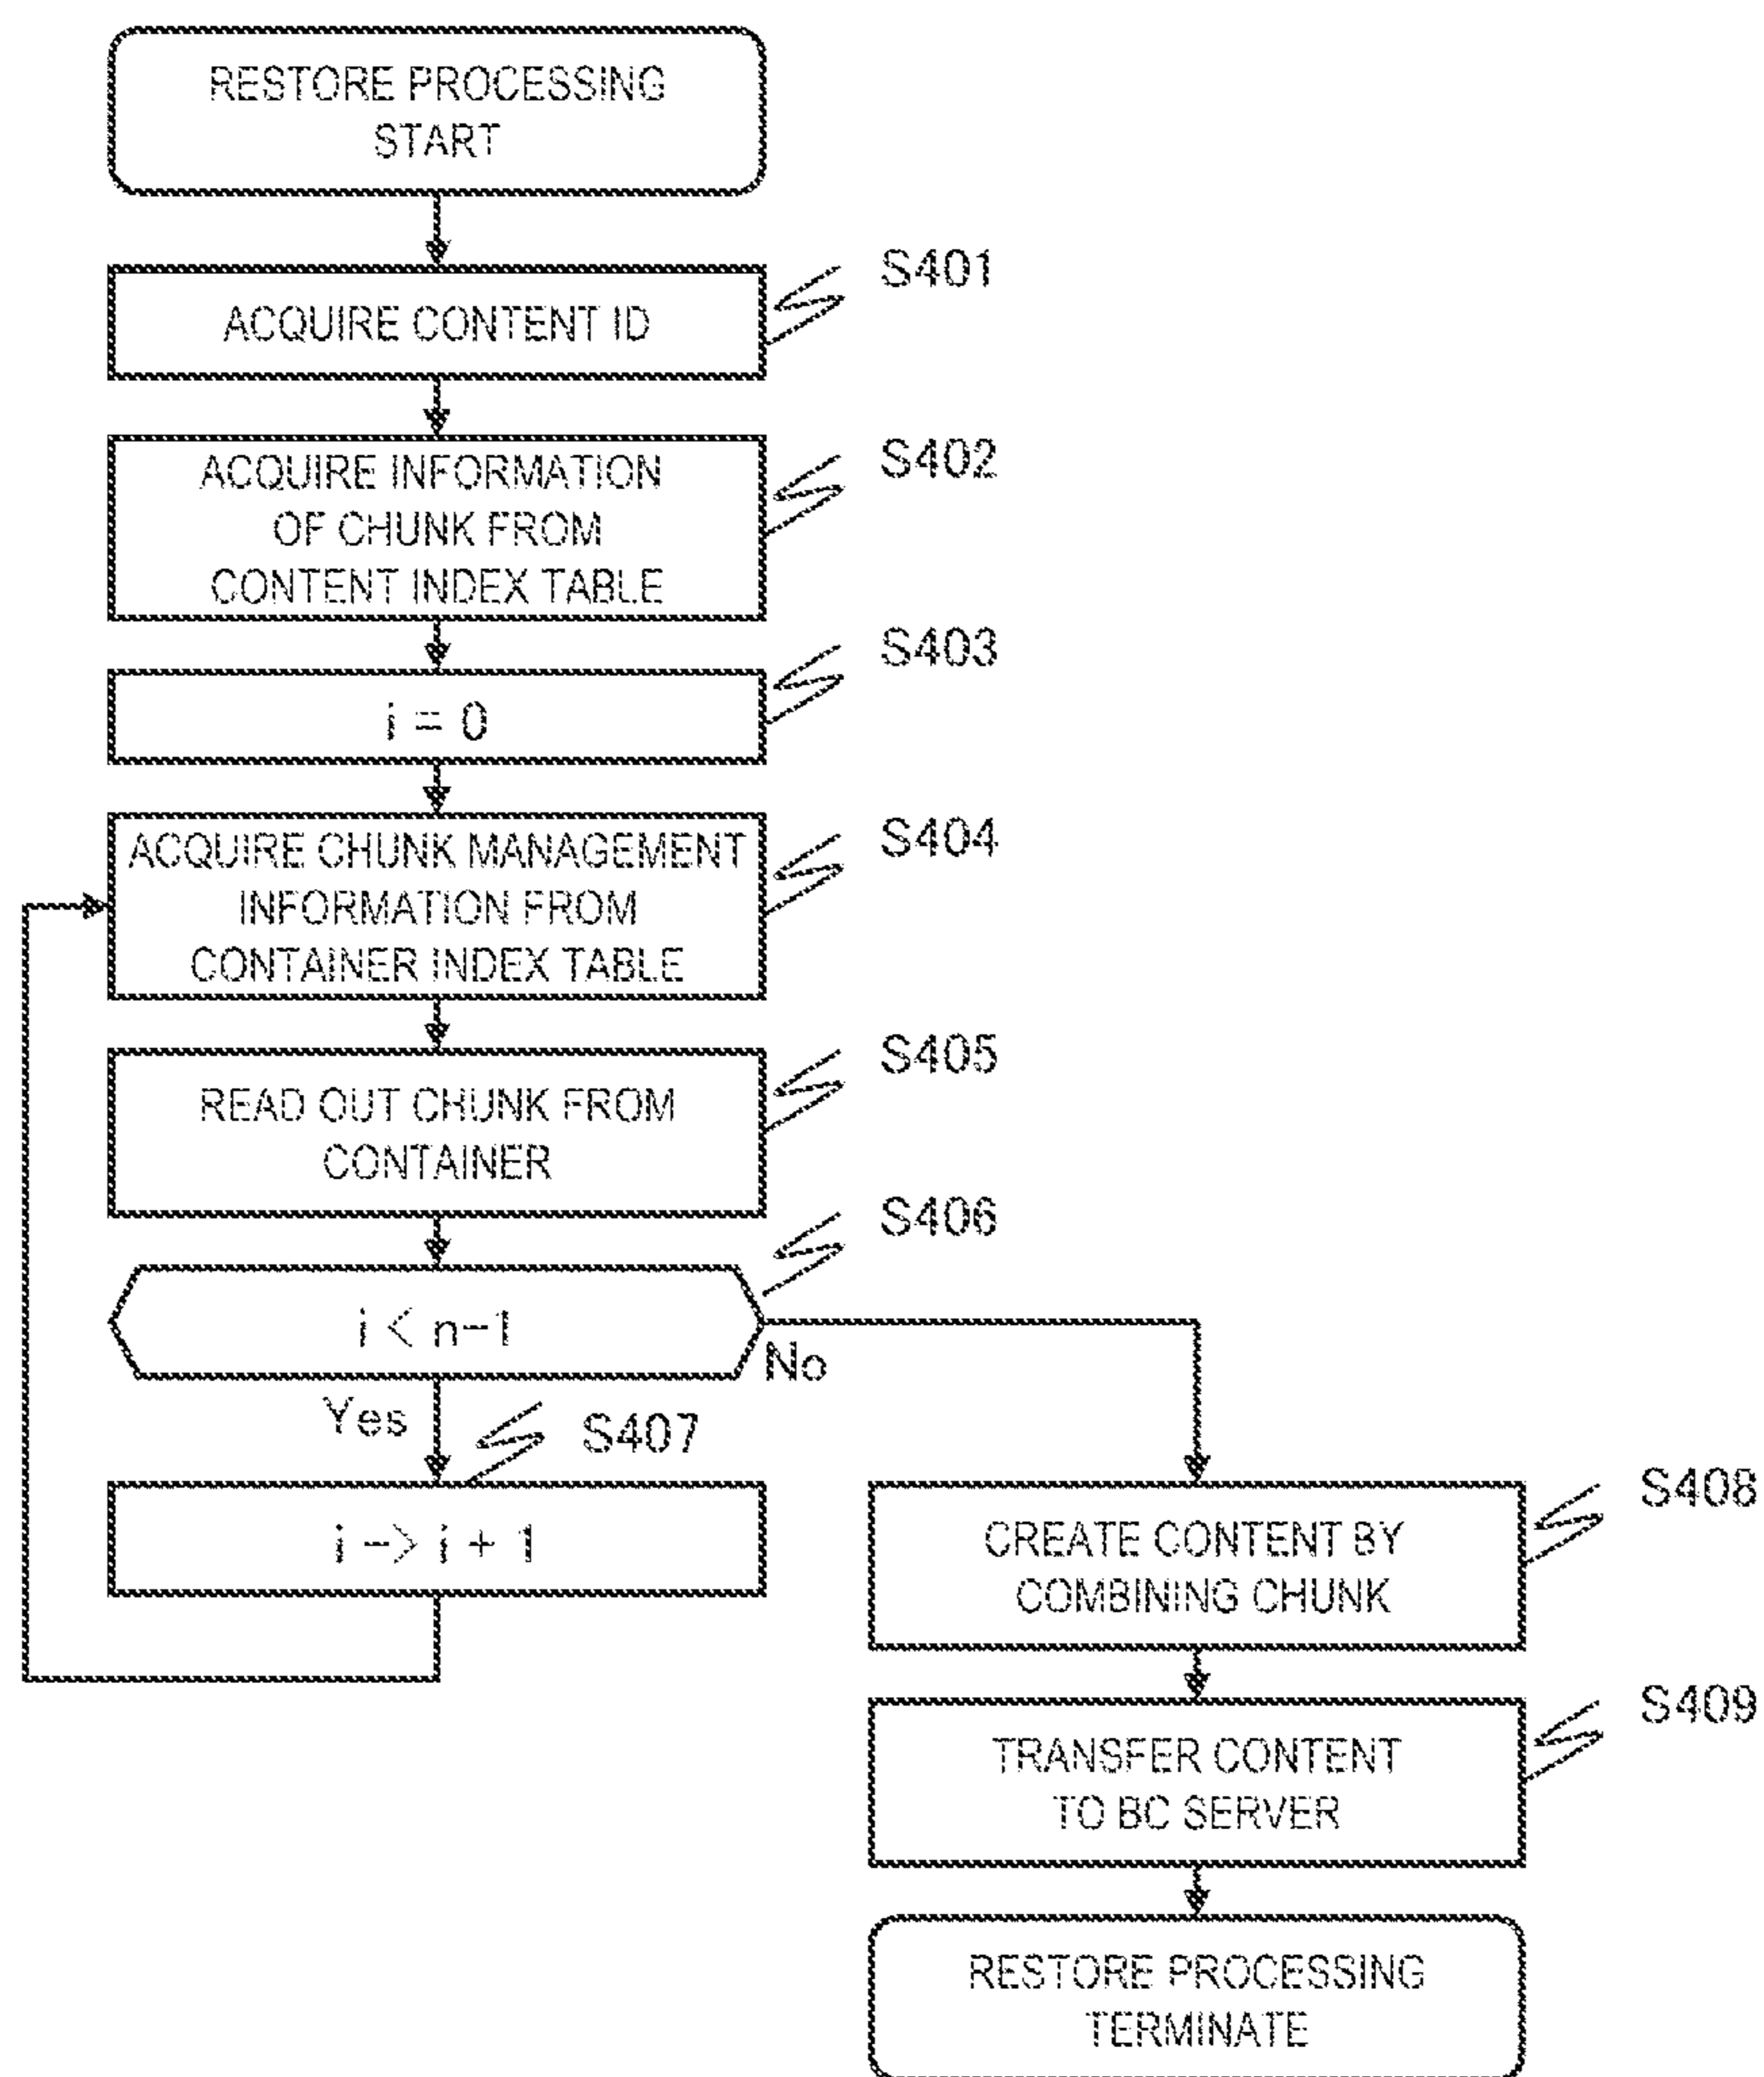 RESTORE PROCESSING
START
S401
ACQUIRE CONTENT ID
S402
ACQUIRE INFORMATION
OF CHUNK FROM
CONTENT INDEX TABLE
S403
i = 0
S404
ACQUIRE CHUNK MANAGEMENT
INFORMATION FROM
CONTAINER INDEX TABLE
S405
READ OUT CHUNK FROM
CONTAINER
S406
i < n-1
No
Yes
S407
i -> i + 1
S408
CREATE CONTENT BY
COMBINING CHUNK
S409
TRANSFER CONTENT
TO BC SERVER
RESTORE PROCESSING
TERMINATE